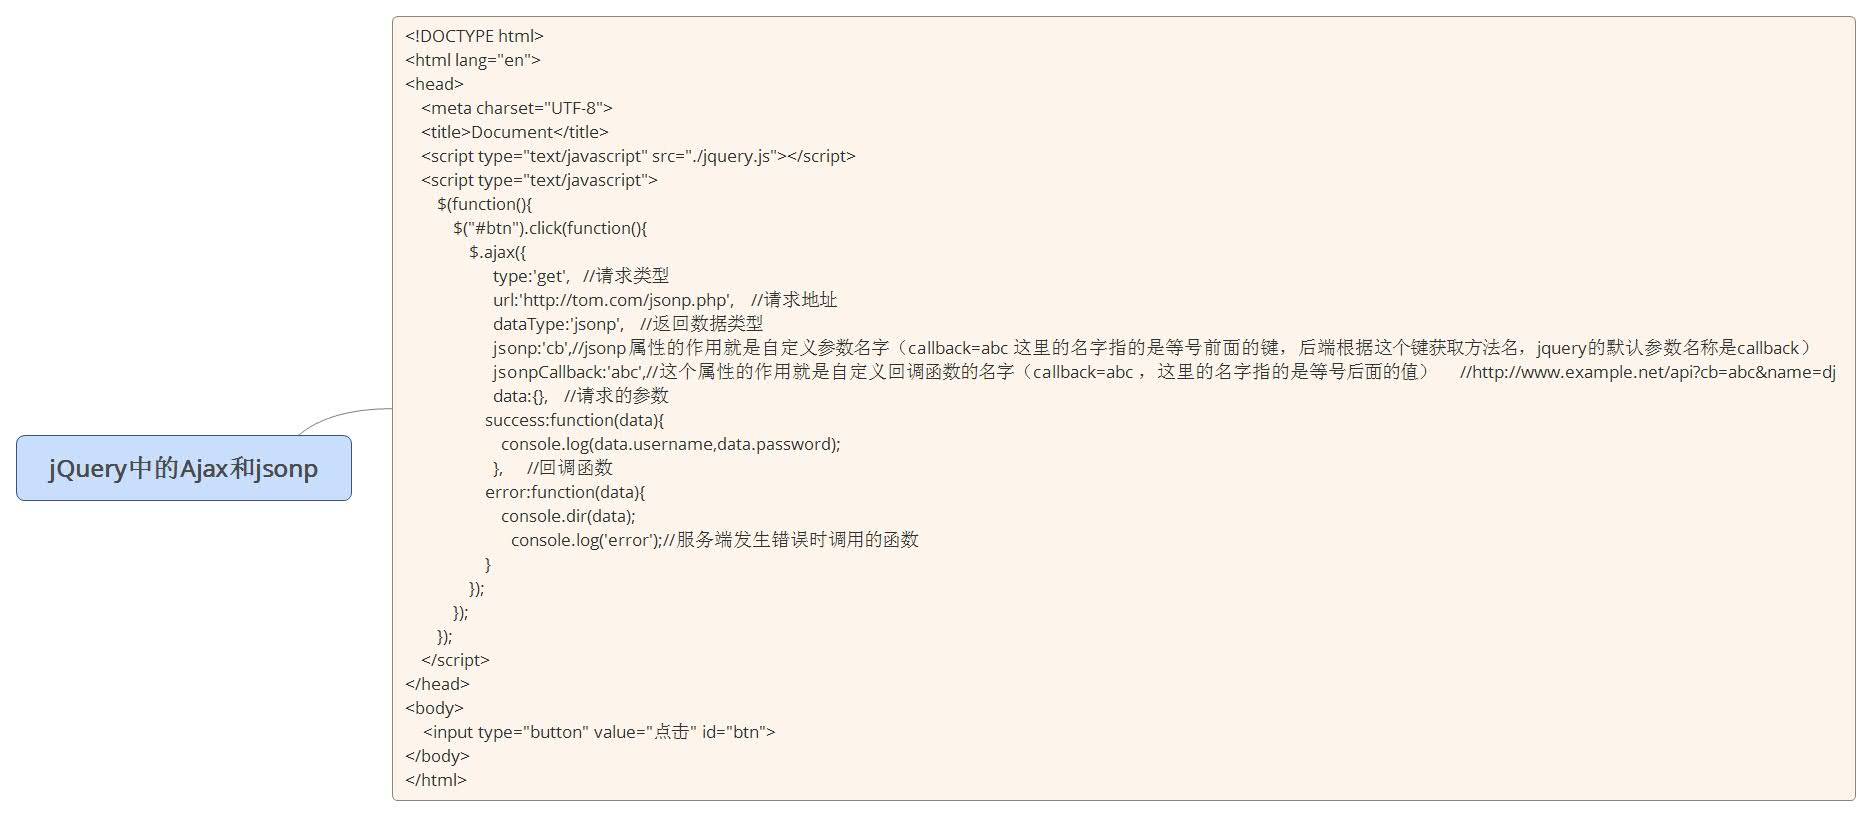 jQuery中的Ajax和jsonp
<!DOCTYPE html>
<html lang="en">
<head>
    <meta charset="UTF-8">
    <title>Document</title>
    <script type="text/javascript" src="./jquery.js"></script>
    <script type="text/javascript">
        $(function(){
            $("#btn").click(function(){
                $.ajax({
                      type:'get',   //请求类型
                      url:'http://tom.com/jsonp.php',    //请求地址
                      dataType:'jsonp',    //返回数据类型
                      jsonp:'cb',//jsonp属性的作用就是自定义参数名字（callback=abc 这里的名字指的是等号前面的键，后端根据这个键获取方法名，jquery的默认参数名称是callback）
                      jsonpCallback:'abc',//这个属性的作用就是自定义回调函数的名字（callback=abc ，这里的名字指的是等号后面的值）      //http://www.example.net/api?cb=abc&name=dj
                      data:{},    //请求的参数
                    success:function(data){
                        console.log(data.username,data.password);
                      },      //回调函数
                    error:function(data){
                        console.dir(data);
                          console.log('error');//服务端发生错误时调用的函数
                    }
                });
            });
        });
    </script>
</head>
<body>
    <input type="button" value="点击" id="btn">
</body>
</html>